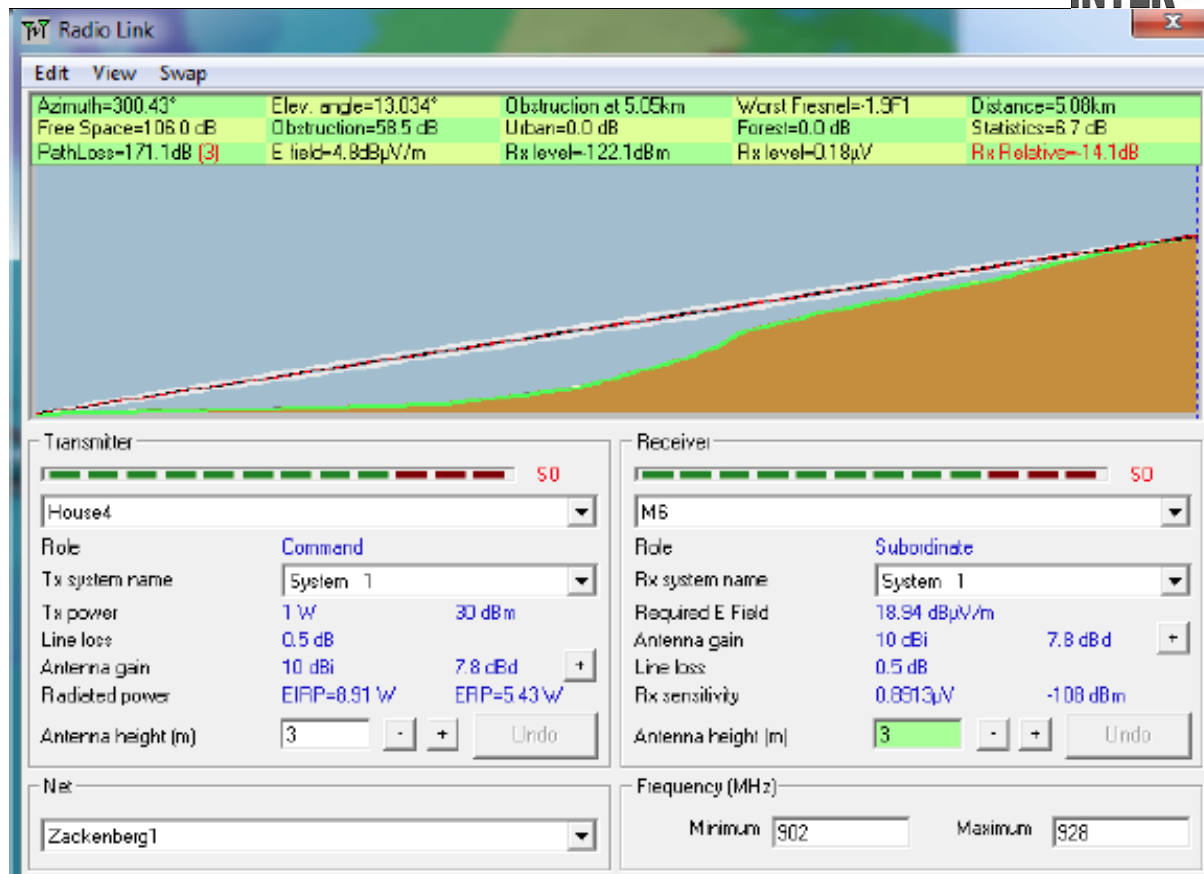 INTER
Radio Link
Edit View Swap
Azimuth=300.43° Elev. angle=13.034° Obstruction at 5.05km Worst Fresnel=-1.9F1 Distance=5.08km
Free Space=106.0 dB Obstruction=58.5 dB Urban=0.0 dB Forest=0.0 dB Statistics=6.7 dB
PathLoss=171.1dB (3) E field=4.8dBµV/m Rx level=-122.1dBm Rx level=0.18µV Rx Relative=-14.1dB
Transmitter
S0
House4
Role Command
Tx system name System 1
Tx power 1 W 30 dBm
Line loss 0.5 dB
Antenna gain 10 dBi 7.8 dBd +
Radiated power EIRP=8.91 W ERP=5.43 W
Antenna height (m) 3 - + Undo
Net
Zackenberg1
Receiver
S0
M6
Role Subordinate
Rx system name System 1
Required E Field 18.94 dBµV/m
Antenna gain 10 dBi 7.8 dBd +
Line loss 0.5 dB
Rx sensitivity 0.8913µV -108 dBm
Antenna height (m) 3 - + Undo
Frequency (MHz)
Minimum 902 Maximum 928